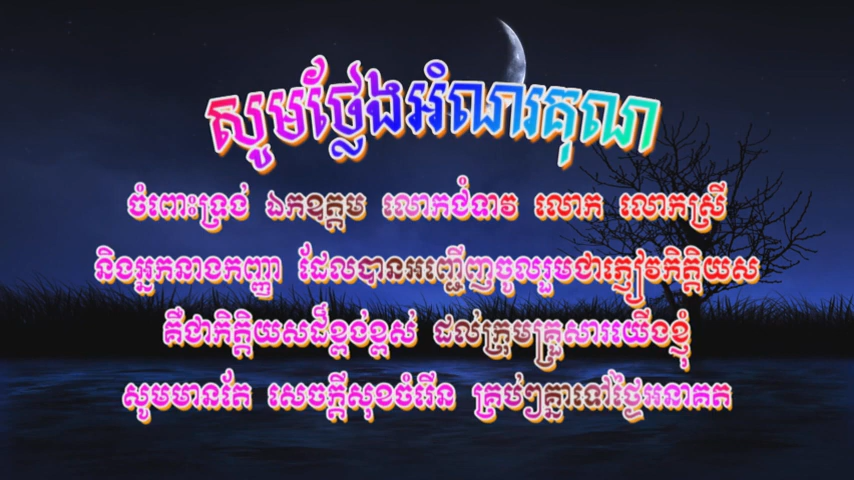 សូមថ្លែងអំណរគុណ
ចំពោះទ្រង់ ឯកឧត្តម លោកជំទាវ លោក លោកស្រី
និងអ្នកនាងកញ្ញា ដែលបានអញ្ជើញចូលរួមជាភ្ញៀវកិត្តិយស
គឺជាកិត្តិយសដ៏ខ្ពង់ខ្ពស់ ដល់ក្រុមគ្រួសារយើងខ្ញុំ
សូមមានតែ សេចក្តីសុខចំរើន គ្រប់ៗគ្នាទៅថ្ងៃអនាគត